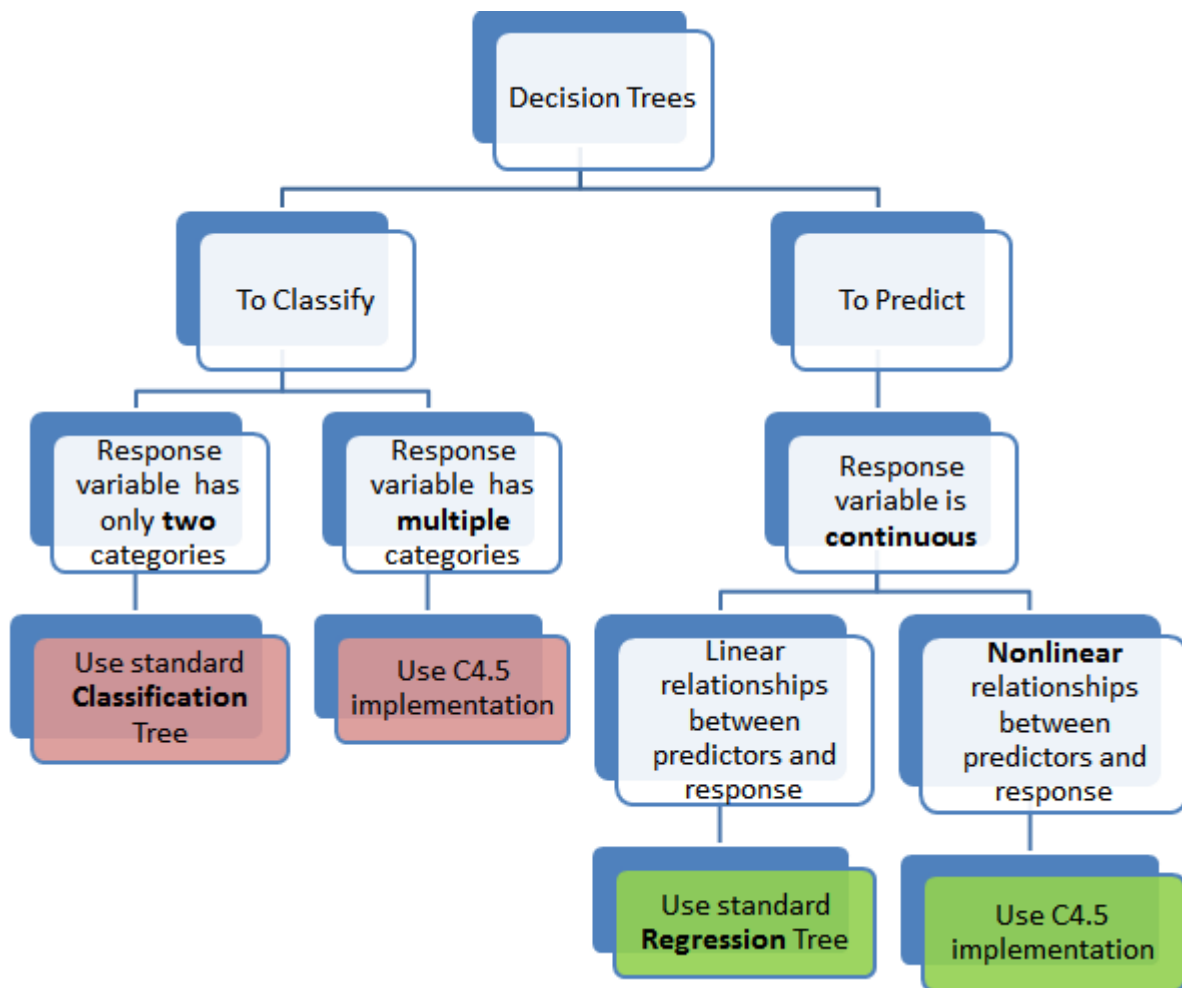 Decision Trees
To Classify
To Predict
Response
variable has
only two
categories
Response
variable has
multiple
categories
Response
variable is
continuous
Use standard
Classification
Tree
Use C4.5
implementation
Linear
relationships
between
predictors and
response
Nonlinear
relationships
between
predictors and
response
Use standard
Regression Tree
Use C4.5
implementation